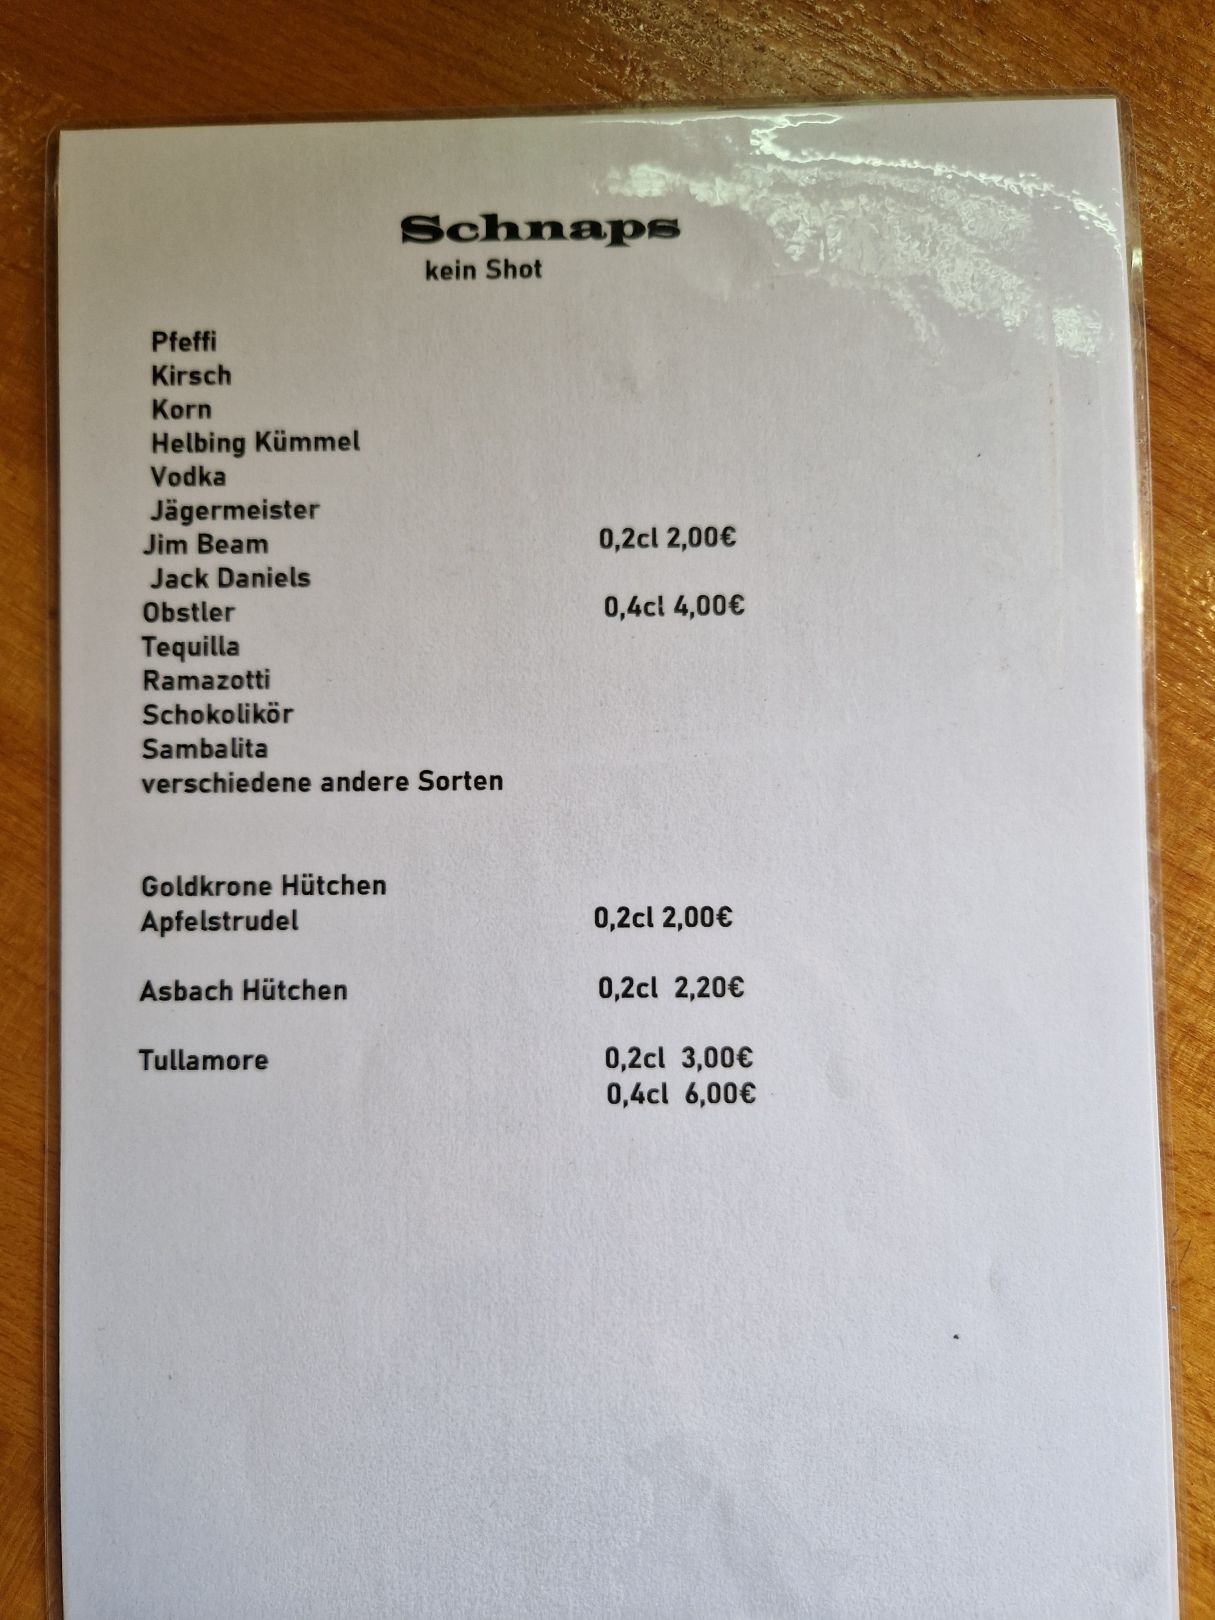 Schnaps
kein Shot
Pfeffi
Kirsch
Korn
Helbing Kümmel
Vodka
Jägermeister
Jim Beam 0,2cl 2,00€
Jack Daniels
Obstler 0,4cl 4,00€
Tequilla
Ramazotti
Schokolikör
Sambalita
verschiedene andere Sorten
Goldkrone Hütchen
Apfelstrudel 0,2cl 2,00€
Asbach Hütchen 0,2cl 2,20€
Tullamore 0,2cl 3,00€
0,4cl 6,00€